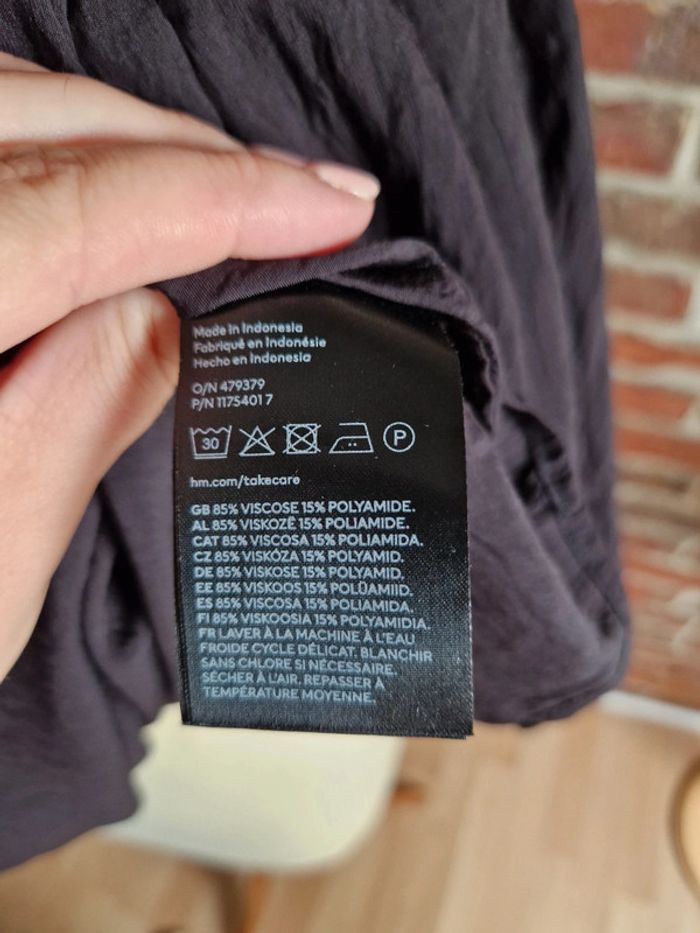 Made in Indonesia
Fabriqué en Indonésie
Hecho en Indonesia
O/N 479379
P/N 1175401 7
30 P
hm.com/takecare
GB 85% VISCOSE 15% POLYAMIDE.
AL 85% VISKOZË 15% POLIAMIDE.
CAT 85% VISCOSA 15% POLIAMIDA.
CZ 85% VISKÓZA 15% POLYAMID.
DE 85% VISKOSE 15% POLYAMID.
EE 85% VISKOOS 15% POLÜAMIID.
ES 85% VISCOSA 15% POLIAMIDA.
FI 85% VISKOOSIA 15% POLYAMIDIA.
FR LAVER À LA MACHINE À L'EAU
FROIDE CYCLE DÉLICAT. BLANCHIR
SANS CHLORE SI NÉCESSAIRE.
SÉCHER À L'AIR. REPASSER À
TEMPÉRATURE MOYENNE.